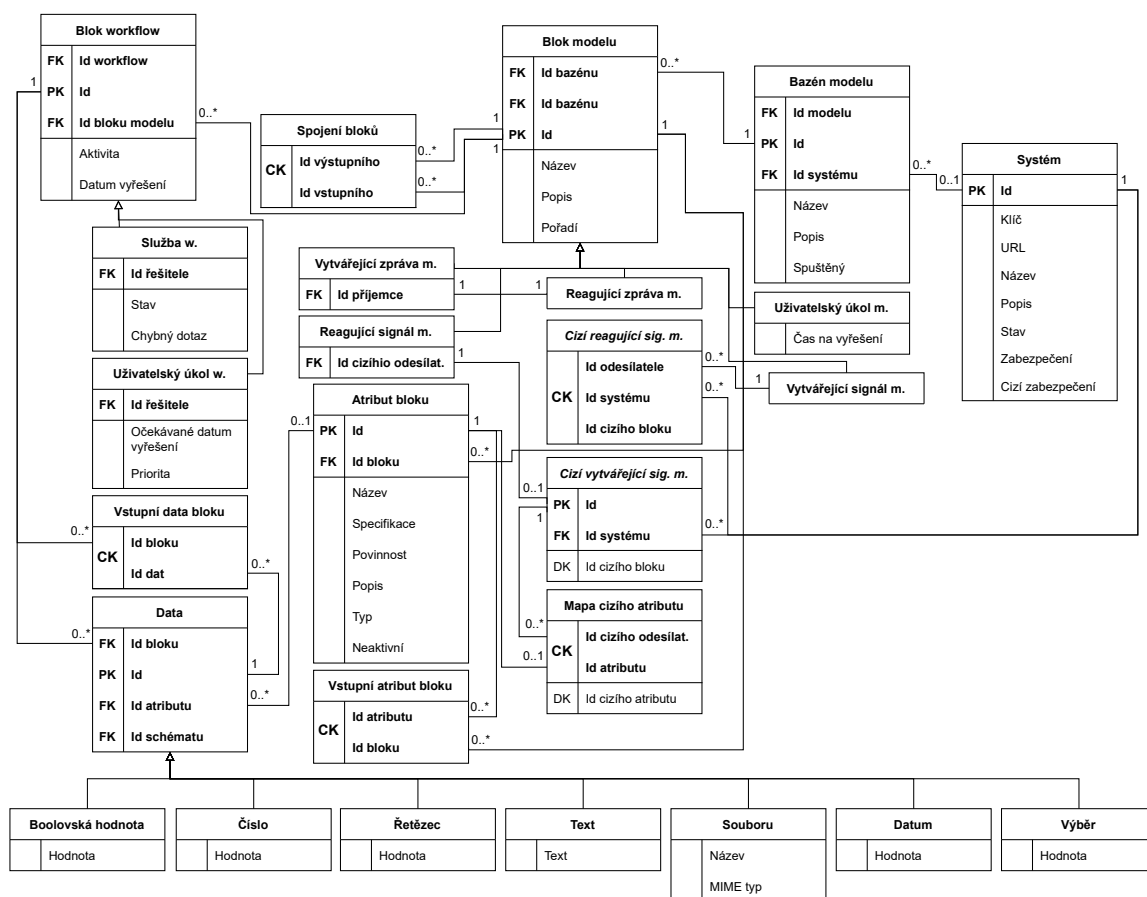 Blok workflow
FK Id workflow
PK Id
FK Id bloku modelu
Aktivita
Datum vyřešení
1
0..*
Spojení bloků
CK
Id výstupního
Id vstupního
0..*
0..*
Blok modelu
FK Id bazénu
FK Id bazénu
PK Id
Název
Popis
Pořadí
0..*
1
1
1
Bazén modelu
FK Id modelu
PK Id
FK Id systému
Název
Popis
Spuštěný
1
0..*
Systém
PK Id
Klíč
URL
Název
Popis
Stav
Zabezpečení
Cizí zabezpečení
0..1
1
Služba w.
FK Id řešitele
Stav
Chybný dotaz
Vytvářející zpráva m.
FK Id příjemce
1
1
Reagující zpráva m.
Uživatelský úkol m.
Čas na vyřešení
Reagující signál m.
FK Id cizíhio odesílat.
1
Cizí reagující sig. m.
CK
Id odesílatele
Id systému
Id cizího bloku
0..*
0..*
1
Vytvářející signál m.
Uživatelský úkol w.
FK Id řešitele
Očekávané datum
vyřešení
Priorita
Atribut bloku
PK Id
FK Id bloku
Název
Specifikace
Povinnost
Popis
Typ
Neaktivní
0..1
1
0..*
Cizí vytvářející sig. m.
PK Id
FK Id systému
DK Id cizího bloku
0..1
1
0..*
Vstupní data bloku
CK
Id bloku
Id dat
0..*
0..*
Mapa cizího atributu
CK
Id cizího odesílat.
Id atributu
DK Id cizího atributu
0..*
0..1
Data
FK Id bloku
PK Id
FK Id atributu
FK Id schématu
0..*
1
0..*
Vstupní atribut bloku
CK
Id atributu
Id bloku
0..*
0..*
Boolovská hodnota
Hodnota
Číslo
Hodnota
Řetězec
Hodnota
Text
Text
Souboru
Název
MIME typ
Datum
Hodnota
Výběr
Hodnota